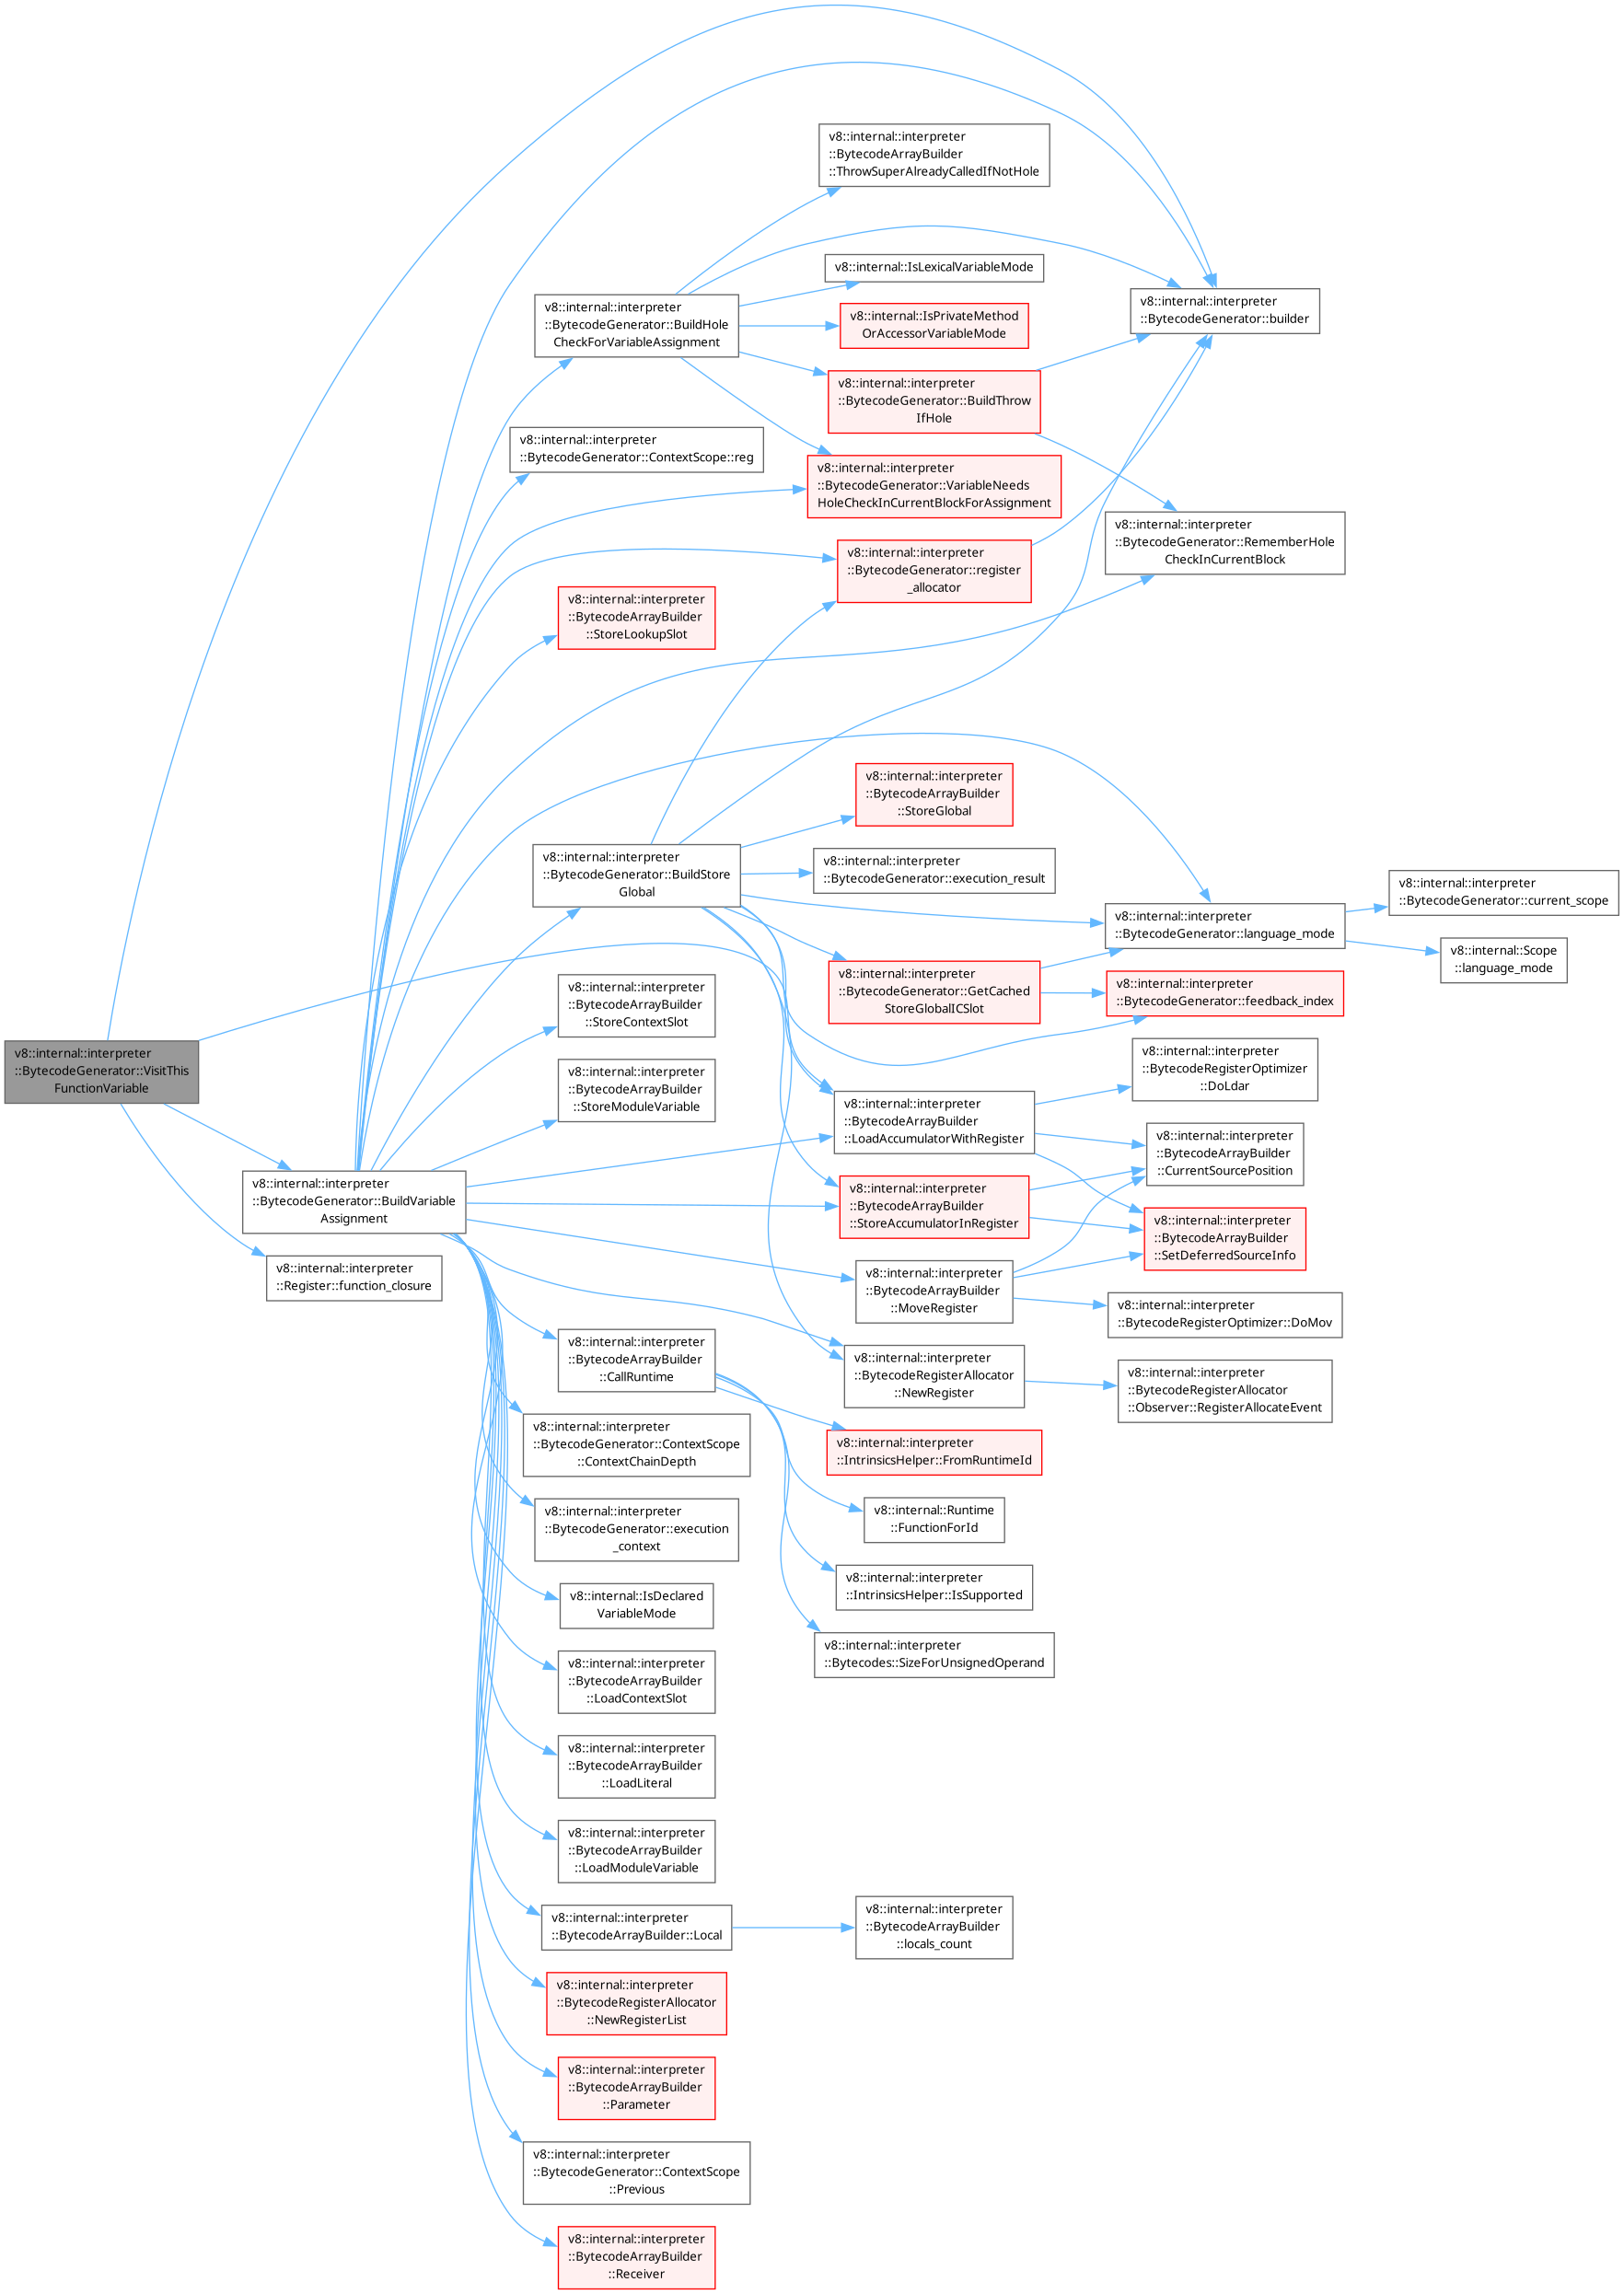 v8::internal::interpreter
::BytecodeGenerator::VisitThis
FunctionVariable
v8::internal::interpreter
::BytecodeGenerator::BuildVariable
Assignment
v8::internal::interpreter
::Register::function_closure
v8::internal::interpreter
::BytecodeGenerator::BuildHole
CheckForVariableAssignment
v8::internal::interpreter
::BytecodeGenerator::ContextScope::reg
v8::internal::interpreter
::BytecodeArrayBuilder
::StoreLookupSlot
v8::internal::interpreter
::BytecodeGenerator::BuildStore
Global
v8::internal::interpreter
::BytecodeArrayBuilder
::StoreContextSlot
v8::internal::interpreter
::BytecodeArrayBuilder
::StoreModuleVariable
v8::internal::interpreter
::BytecodeArrayBuilder
::CallRuntime
v8::internal::interpreter
::BytecodeGenerator::ContextScope
::ContextChainDepth
v8::internal::interpreter
::BytecodeGenerator::execution
_context
v8::internal::IsDeclared
VariableMode
v8::internal::interpreter
::BytecodeArrayBuilder
::LoadContextSlot
v8::internal::interpreter
::BytecodeArrayBuilder
::LoadLiteral
v8::internal::interpreter
::BytecodeArrayBuilder
::LoadModuleVariable
v8::internal::interpreter
::BytecodeArrayBuilder::Local
v8::internal::interpreter
::BytecodeRegisterAllocator
::NewRegisterList
v8::internal::interpreter
::BytecodeArrayBuilder
::Parameter
v8::internal::interpreter
::BytecodeGenerator::ContextScope
::Previous
v8::internal::interpreter
::BytecodeArrayBuilder
::Receiver
v8::internal::interpreter
::BytecodeArrayBuilder
::ThrowSuperAlreadyCalledIfNotHole
v8::internal::IsLexicalVariableMode
v8::internal::IsPrivateMethod
OrAccessorVariableMode
v8::internal::interpreter
::BytecodeGenerator::BuildThrow
IfHole
v8::internal::interpreter
::BytecodeGenerator::VariableNeeds
HoleCheckInCurrentBlockForAssignment
v8::internal::interpreter
::BytecodeGenerator::register
_allocator
v8::internal::interpreter
::BytecodeArrayBuilder
::StoreGlobal
v8::internal::interpreter
::BytecodeGenerator::execution_result
v8::internal::interpreter
::BytecodeGenerator::GetCached
StoreGlobalICSlot
v8::internal::interpreter
::BytecodeArrayBuilder
::LoadAccumulatorWithRegister
v8::internal::interpreter
::BytecodeArrayBuilder
::StoreAccumulatorInRegister
v8::internal::interpreter
::BytecodeArrayBuilder
::MoveRegister
v8::internal::interpreter
::BytecodeRegisterAllocator
::NewRegister
v8::internal::interpreter
::IntrinsicsHelper::FromRuntimeId
v8::internal::Runtime
::FunctionForId
v8::internal::interpreter
::IntrinsicsHelper::IsSupported
v8::internal::interpreter
::Bytecodes::SizeForUnsignedOperand
v8::internal::interpreter
::BytecodeArrayBuilder
::locals_count
v8::internal::interpreter
::BytecodeGenerator::builder
v8::internal::interpreter
::BytecodeGenerator::RememberHole
CheckInCurrentBlock
v8::internal::interpreter
::BytecodeGenerator::language_mode
v8::internal::interpreter
::BytecodeGenerator::feedback_index
v8::internal::interpreter
::BytecodeRegisterOptimizer
::DoLdar
v8::internal::interpreter
::BytecodeArrayBuilder
::CurrentSourcePosition
v8::internal::interpreter
::BytecodeArrayBuilder
::SetDeferredSourceInfo
v8::internal::interpreter
::BytecodeRegisterOptimizer::DoMov
v8::internal::interpreter
::BytecodeRegisterAllocator
::Observer::RegisterAllocateEvent
v8::internal::interpreter
::BytecodeGenerator::current_scope
v8::internal::Scope
::language_mode